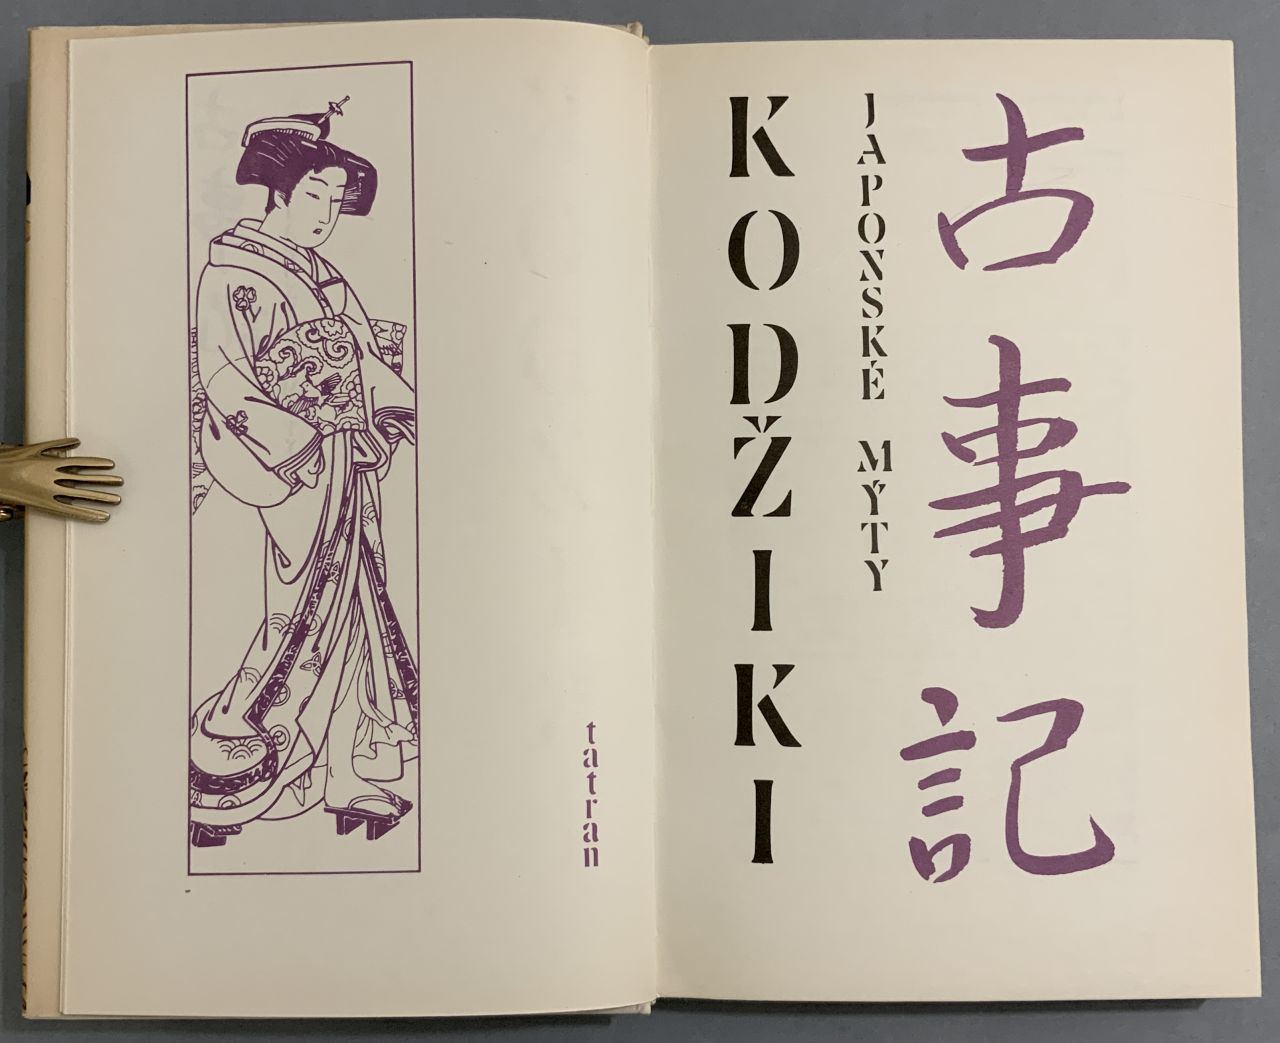 tatran
KODŽIKI
JAPONSKÉ MÝTY
古事記